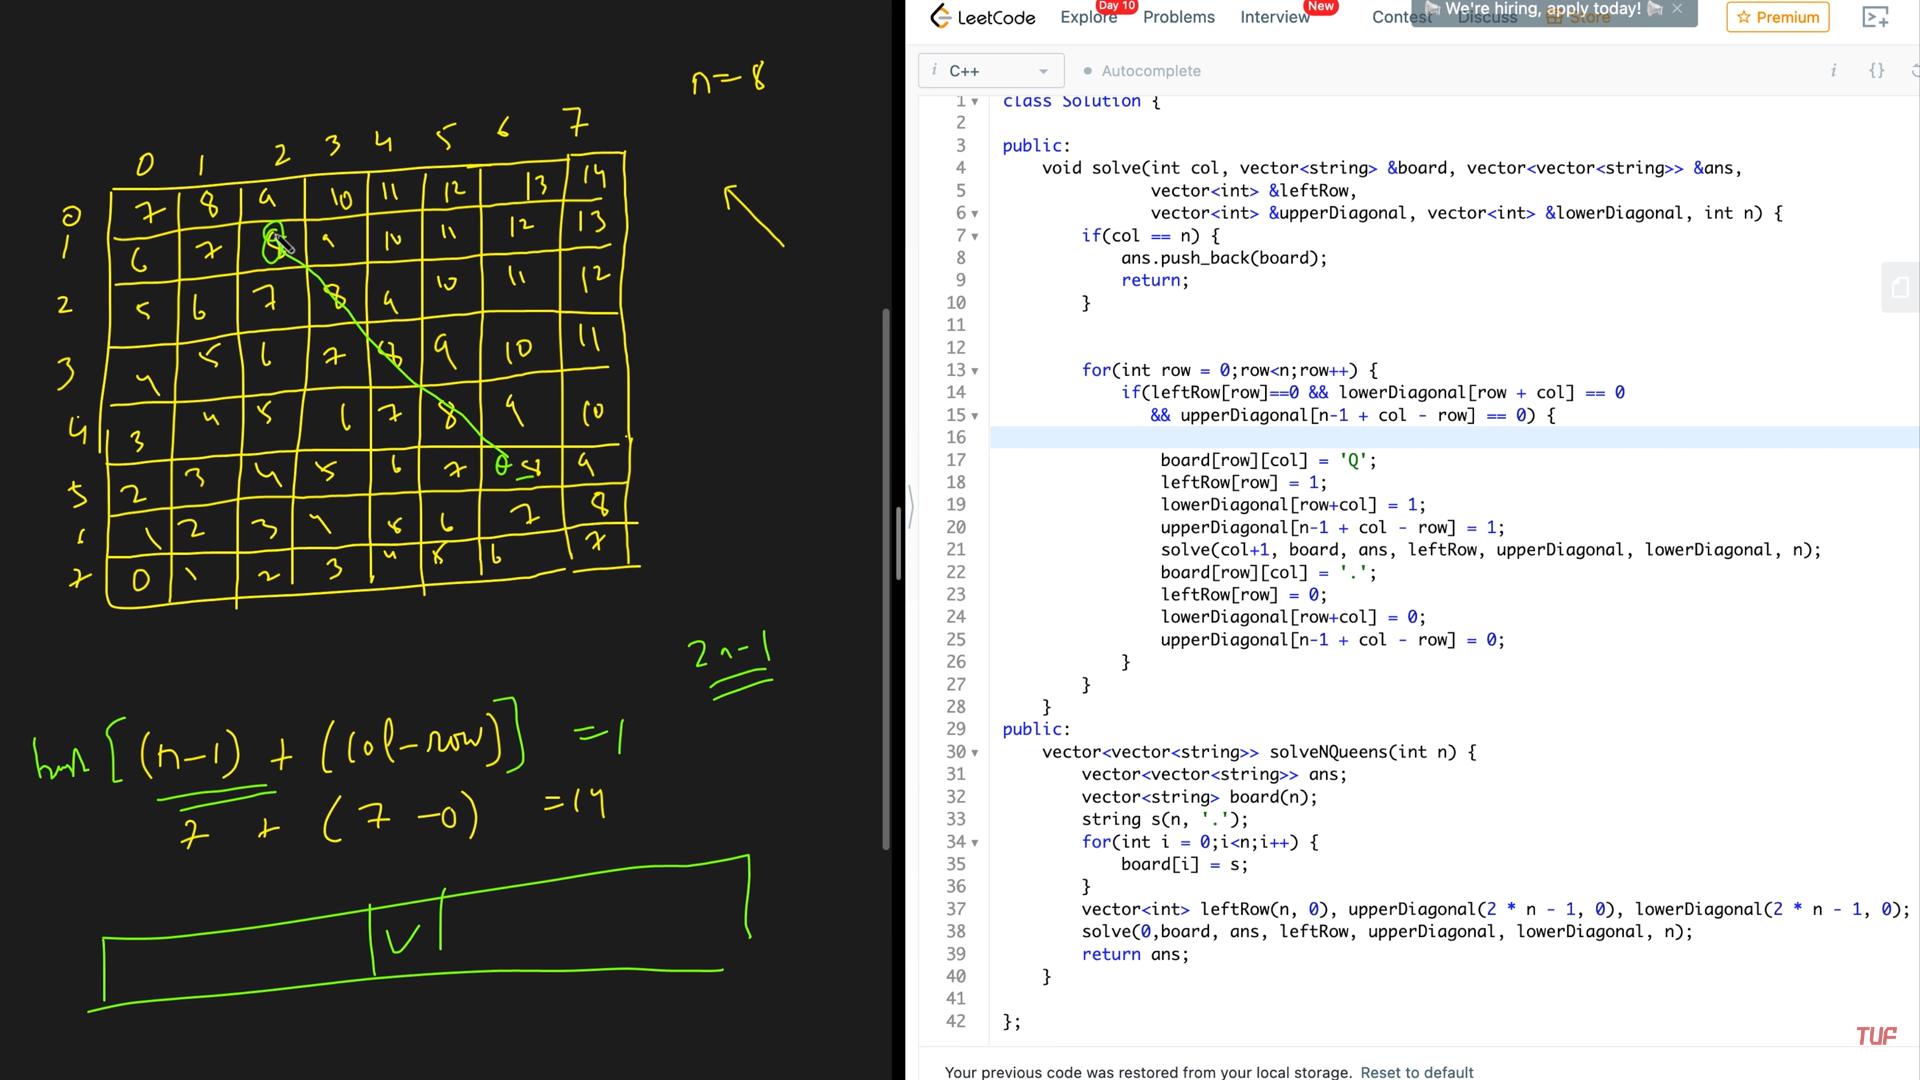 n=8
0 1 2 3 4 5 6 7
0 7 8 9 10 11 12 13 14
1 6 7 8 9 10 11 12 13
2 5 6 7 8 9 10 11 12
3 4 5 6 7 8 9 10 11
4 3 4 5 6 7 8 9 10
5 2 3 4 5 6 7 8 9
6 1 2 3 4 5 6 7 8
7 0 1 2 3 4 5 6 7
2n-1
hash [(n-1) + (col-row)] =1
7 + (7-0) =14
LeetCode
Explore
Day 10
Problems
Interview
New
Contest
Discuss
Store
We're hiring, apply today!
Premium
i C++
Autocomplete
i {}
1 class Solution {
2
3 public:
4 void solve(int col, vector<string> &board, vector<vector<string>> &ans,
5 vector<int> &leftRow,
6 vector<int> &upperDiagonal, vector<int> &lowerDiagonal, int n) {
7 if(col == n) {
8 ans.push_back(board);
9 return;
10 }
11
12
13 for(int row = 0;row<n;row++) {
14 if(leftRow[row]==0 && lowerDiagonal[row + col] == 0
15 && upperDiagonal[n-1 + col - row] == 0) {
16
17 board[row][col] = 'Q';
18 leftRow[row] = 1;
19 lowerDiagonal[row+col] = 1;
20 upperDiagonal[n-1 + col - row] = 1;
21 solve(col+1, board, ans, leftRow, upperDiagonal, lowerDiagonal, n);
22 board[row][col] = '.';
23 leftRow[row] = 0;
24 lowerDiagonal[row+col] = 0;
25 upperDiagonal[n-1 + col - row] = 0;
26 }
27 }
28 }
29 public:
30 vector<vector<string>> solveNQueens(int n) {
31 vector<vector<string>> ans;
32 vector<string> board(n);
33 string s(n, '.');
34 for(int i = 0;i<n;i++) {
35 board[i] = s;
36 }
37 vector<int> leftRow(n, 0), upperDiagonal(2 * n - 1, 0), lowerDiagonal(2 * n - 1, 0);
38 solve(0,board, ans, leftRow, upperDiagonal, lowerDiagonal, n);
39 return ans;
40 }
41
42 };
TUF
Your previous code was restored from your local storage. Reset to default